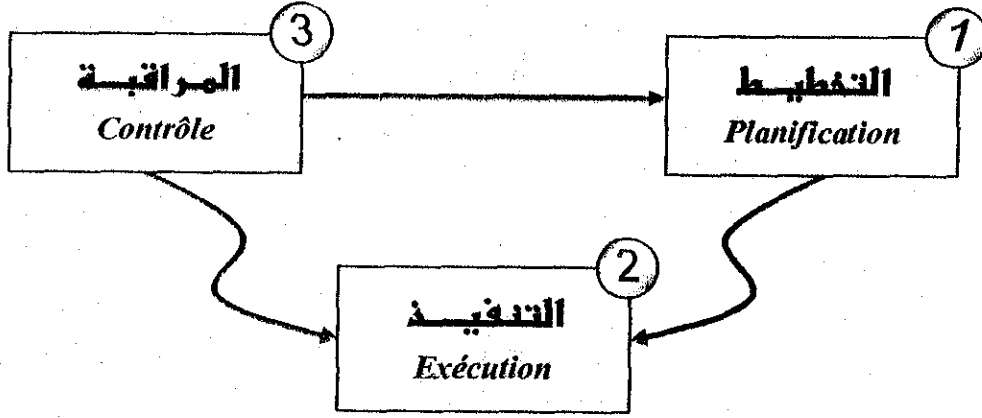 3
المراقبة
Contrôle
1
التخطيط
Planification
2
التنفيذ
Exécution